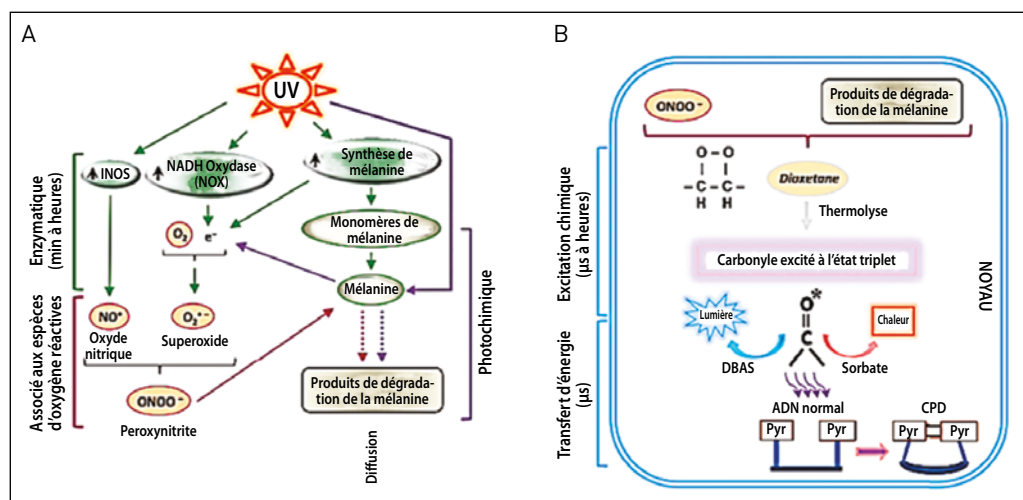 A
UV
INOS
NADH Oxydase
(NOX)
Synthèse de
mélanine
Monomères de
mélanine
O2 e-
Mélanine
NO•
Oxyde
nitrique
O2•-
Superoxide
ONOO-
Peroxynitrite
Produits de dégrada-
tion de la mélanine
Diffusion
Enzymatique
(min à heures)
Associé aux espèces
d'oxygène réactives
Photochimique
B
ONOO-
Produits de dégrada-
tion de la mélanine
O-O
-C-C-
H H
Dioxetane
Thermolyse
Carbonyle excité à l'état triplet
Lumière
O*
C
Chaleur
DBAS
Sorbate
ADN normal
CPD
Pyr Pyr
Pyr Pyr
Excitation chimique
(µs à heures)
Transfert d'énergie
(µs)
NOYAU